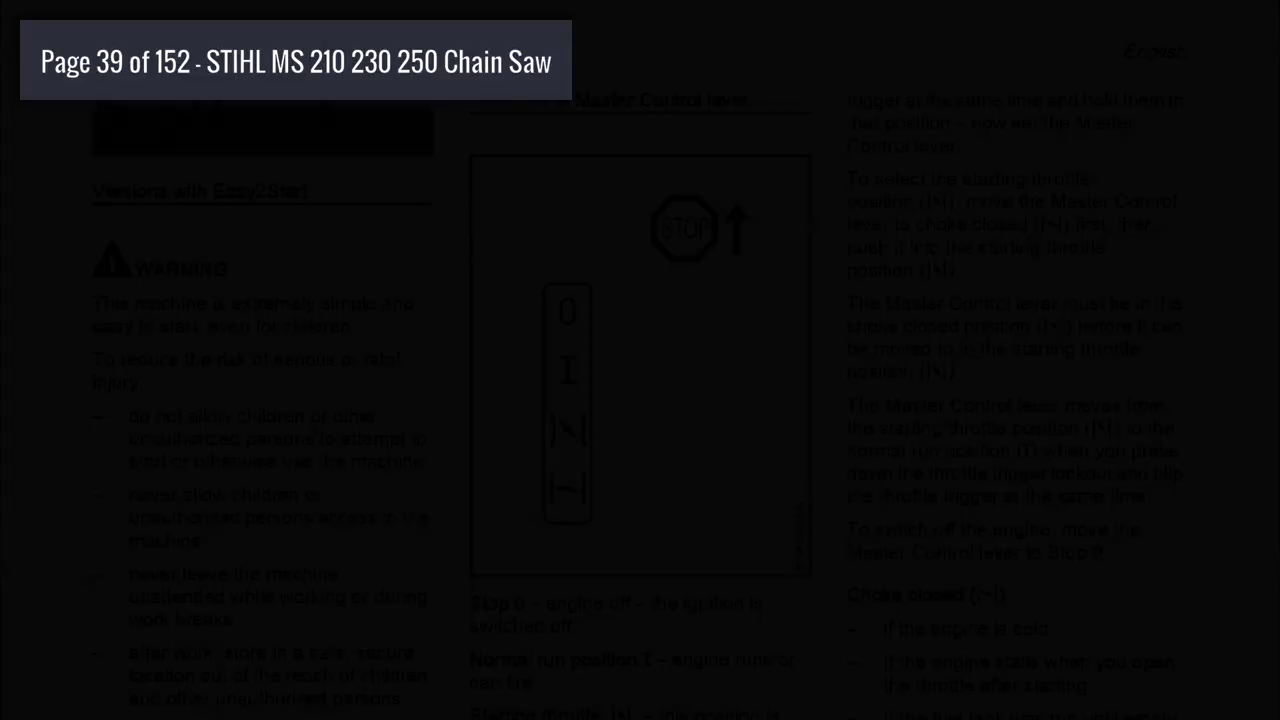 Page 39 of 152 - STIHL MS 210 230 250 Chain Saw
English
Versions with Easy2Start
WARNING
This machine is extremely simple and
easy to start, even for children.
To reduce the risk of serious or fatal
injury
– do not allow children or other
unauthorized persons to attempt to
start or otherwise use the machine
– never allow children or
unauthorised persons access to the
machine
– never leave the machine
unattended while working or during
work breaks
– after work, store in a safe, secure
location out of the reach of children
and other unauthorised persons
Master Control lever
STOP
0
I
Stop 0 – engine off – the ignition is
switched off
Normal run position I – engine runs or
can fire
Starting throttle – this position is
trigger at the same time and hold them in
that position – now set the Master
Control lever.
To select the starting throttle
position, move the Master Control
lever to choke closed first, then
push it into the starting throttle
position
The Master Control lever must be in the
choke closed position before it can
be moved to in the starting throttle
position
The Master Control lever moves from
the starting throttle position to the
normal run position (I) when you press
down the throttle trigger lockout and blip
the throttle trigger at the same time.
To switch off the engine, move the
Master Control lever to Stop 0.
Choke closed
– if the engine is cold
– if the engine stalls when you open
the throttle after starting